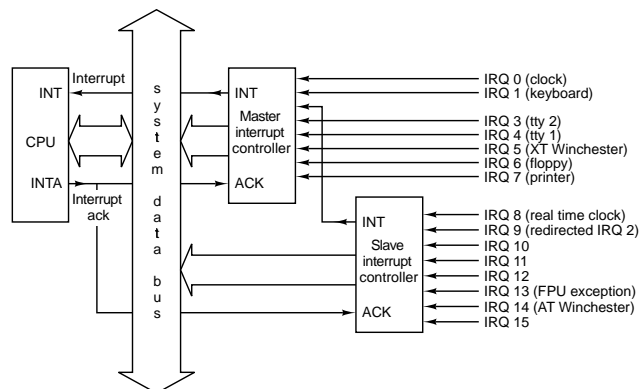 Interrupt
INT
CPU
INTA
Interrupt
ack
system data bus
INT
Master
interrupt
controller
ACK
IRQ 0 (clock)
IRQ 1 (keyboard)
IRQ 3 (tty 2)
IRQ 4 (tty 1)
IRQ 5 (XT Winchester)
IRQ 6 (floppy)
IRQ 7 (printer)
INT
Slave
interrupt
controller
ACK
IRQ 8 (real time clock)
IRQ 9 (redirected IRQ 2)
IRQ 10
IRQ 11
IRQ 12
IRQ 13 (FPU exception)
IRQ 14 (AT Winchester)
IRQ 15